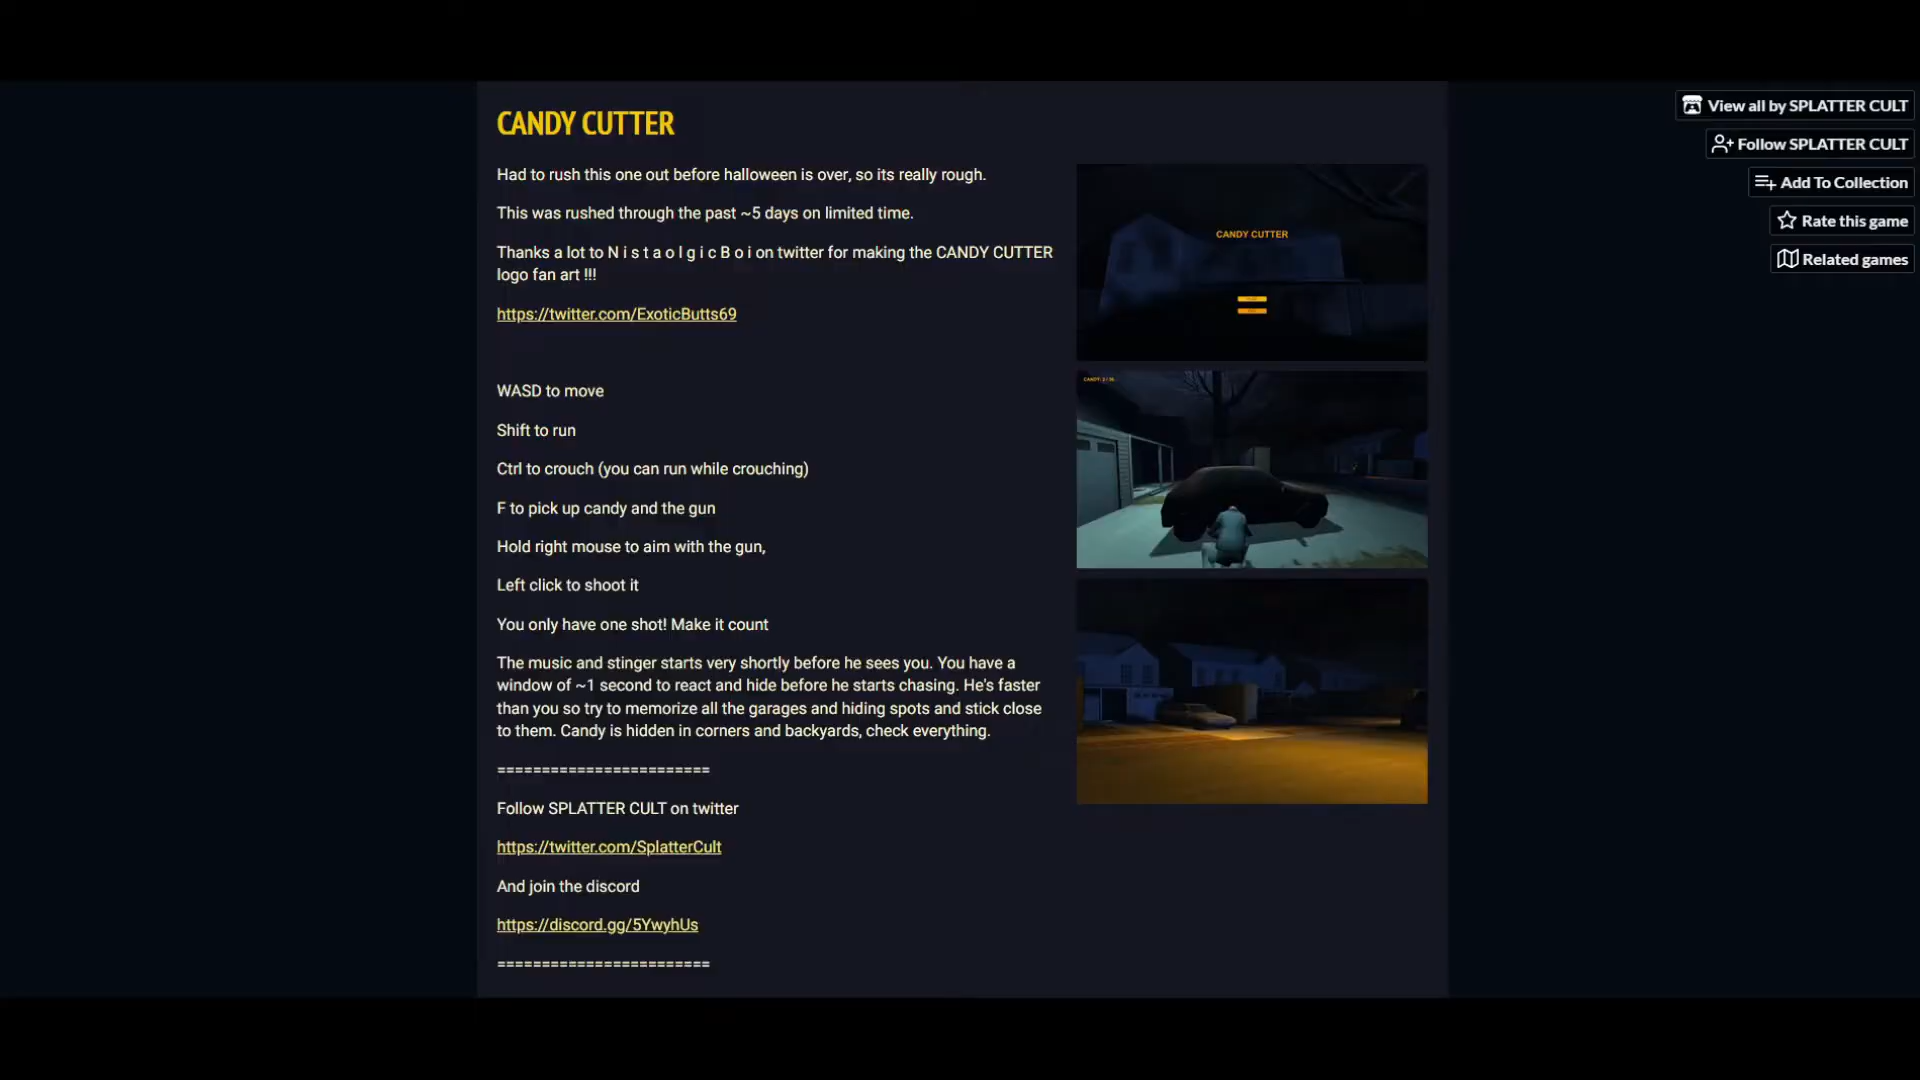 CANDY CUTTER
Had to rush this one out before halloween is over, so its really rough.
This was rushed through the past ~5 days on limited time.
Thanks a lot to N i s t a o l g i c B o i on twitter for making the CANDY CUTTER
logo fan art !!!
https://twitter.com/ExoticButts69
WASD to move
Shift to run
Ctrl to crouch (you can run while crouching)
F to pick up candy and the gun
Hold right mouse to aim with the gun,
Left click to shoot it
You only have one shot! Make it count
The music and stinger starts very shortly before he sees you. You have a
window of ~1 second to react and hide before he starts chasing. He's faster
than you so try to memorize all the garages and hiding spots and stick close
to them. Candy is hidden in corners and backyards, check everything.
========================
Follow SPLATTER CULT on twitter
https://twitter.com/SplatterCult
And join the discord
https://discord.gg/5YwyhUs
========================
CANDY CUTTER
View all by SPLATTER CULT
Follow SPLATTER CULT
Add To Collection
Rate this game
Related games